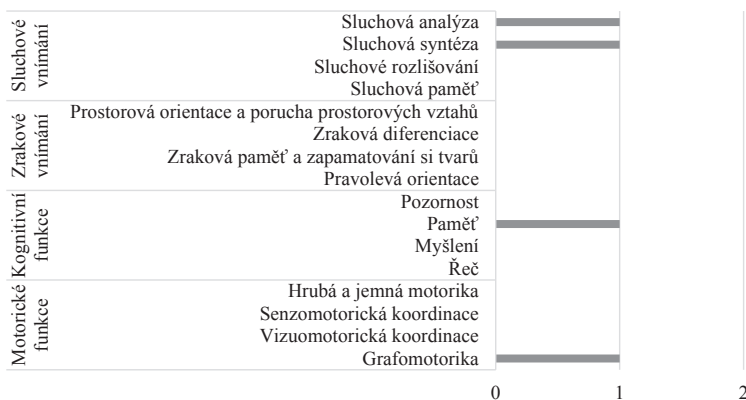 Sluchové
vnímání
Sluchová analýza
Sluchová syntéza
Sluchové rozlišování
Sluchová paměť
Zrakové
vnímání
Prostorová orientace a porucha prostorových vztahů
Zraková diferenciace
Zraková paměť a zapamatování si tvarů
Pravolevá orientace
Kognitivní
funkce
Pozornost
Paměť
Myšlení
Řeč
Motorické
funkce
Hrubá a jemná motorika
Senzomotorická koordinace
Vizuomotorická koordinace
Grafomotorika
0 1 2